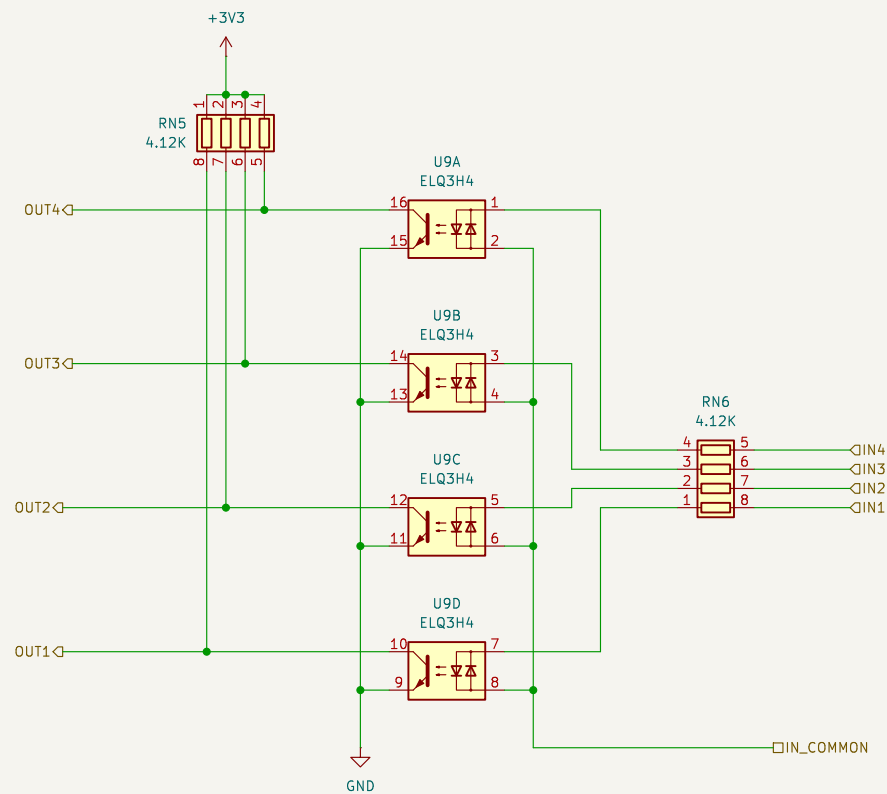 +3V3
1 2 3 4
RN5
4.12K
8 7 6 5
U9A
ELQ3H4
OUT4 16 1
15 2
U9B
ELQ3H4
OUT3 14 3
13 4
RN6
4.12K
4 5 IN4
3 6 IN3
2 7 IN2
1 8 IN1
U9C
ELQ3H4
OUT2 12 5
11 6
U9D
ELQ3H4
OUT1 10 7
9 8
IN_COMMON
GND